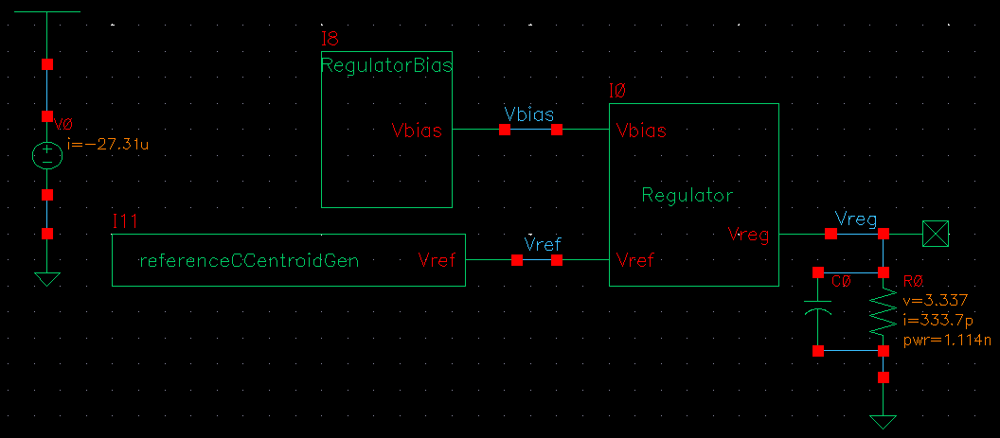 I8
RegulatorBias
Vbias
Vbias
I0
Vbias
Regulator
Vreg
Vref
V0
i=-27.31u
I11
referenceCCentroidGen
Vref
Vref
Vreg
C0
R0
v=3.337
i=333.7p
pwr=1.114n